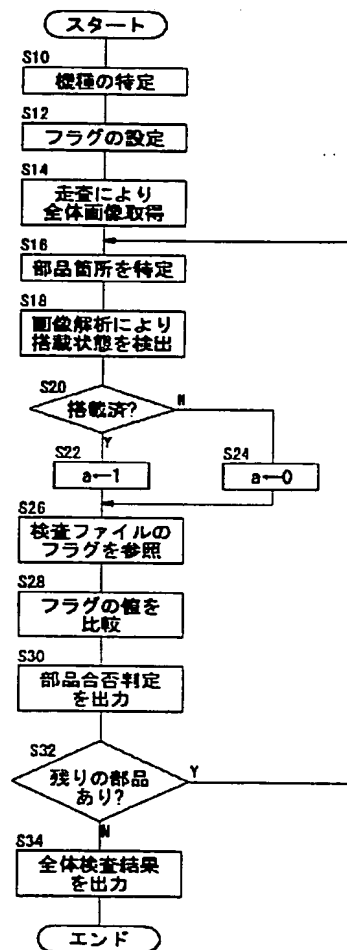 スタート
S10
機種の特定
S12
フラグの設定
S14
走査により
全体画像取得
S16
部品箇所を特定
S18
画像解析により
搭載状態を検出
S20
搭載済?
N
Y
S22
a←1
S24
a←0
S26
検査ファイルの
フラグを参照
S28
フラグの値を
比較
S30
部品合否判定
を出力
S32
残りの部品
あり?
Y
N
S34
全体検査結果
を出力
エンド